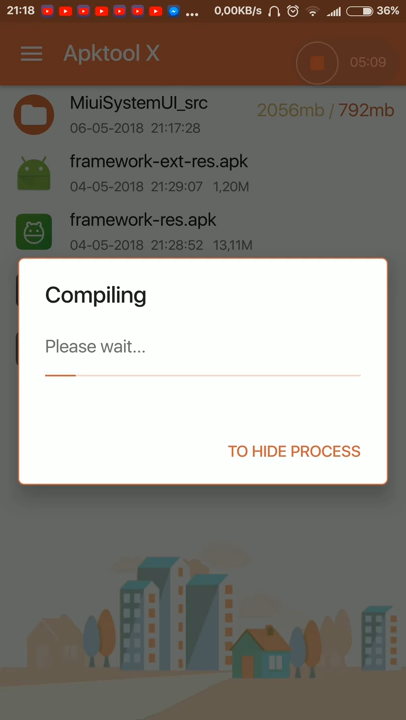 21:18 ... 0,00KB/s 36%
Apktool X 05:09
MiuiSystemUI_src
2056mb / 792mb
06-05-2018 21:17:28
framework-ext-res.apk
04-05-2018 21:29:07 1,20M
framework-res.apk
04-05-2018 21:28:52 13,11M
Compiling
Please wait...
TO HIDE PROCESS